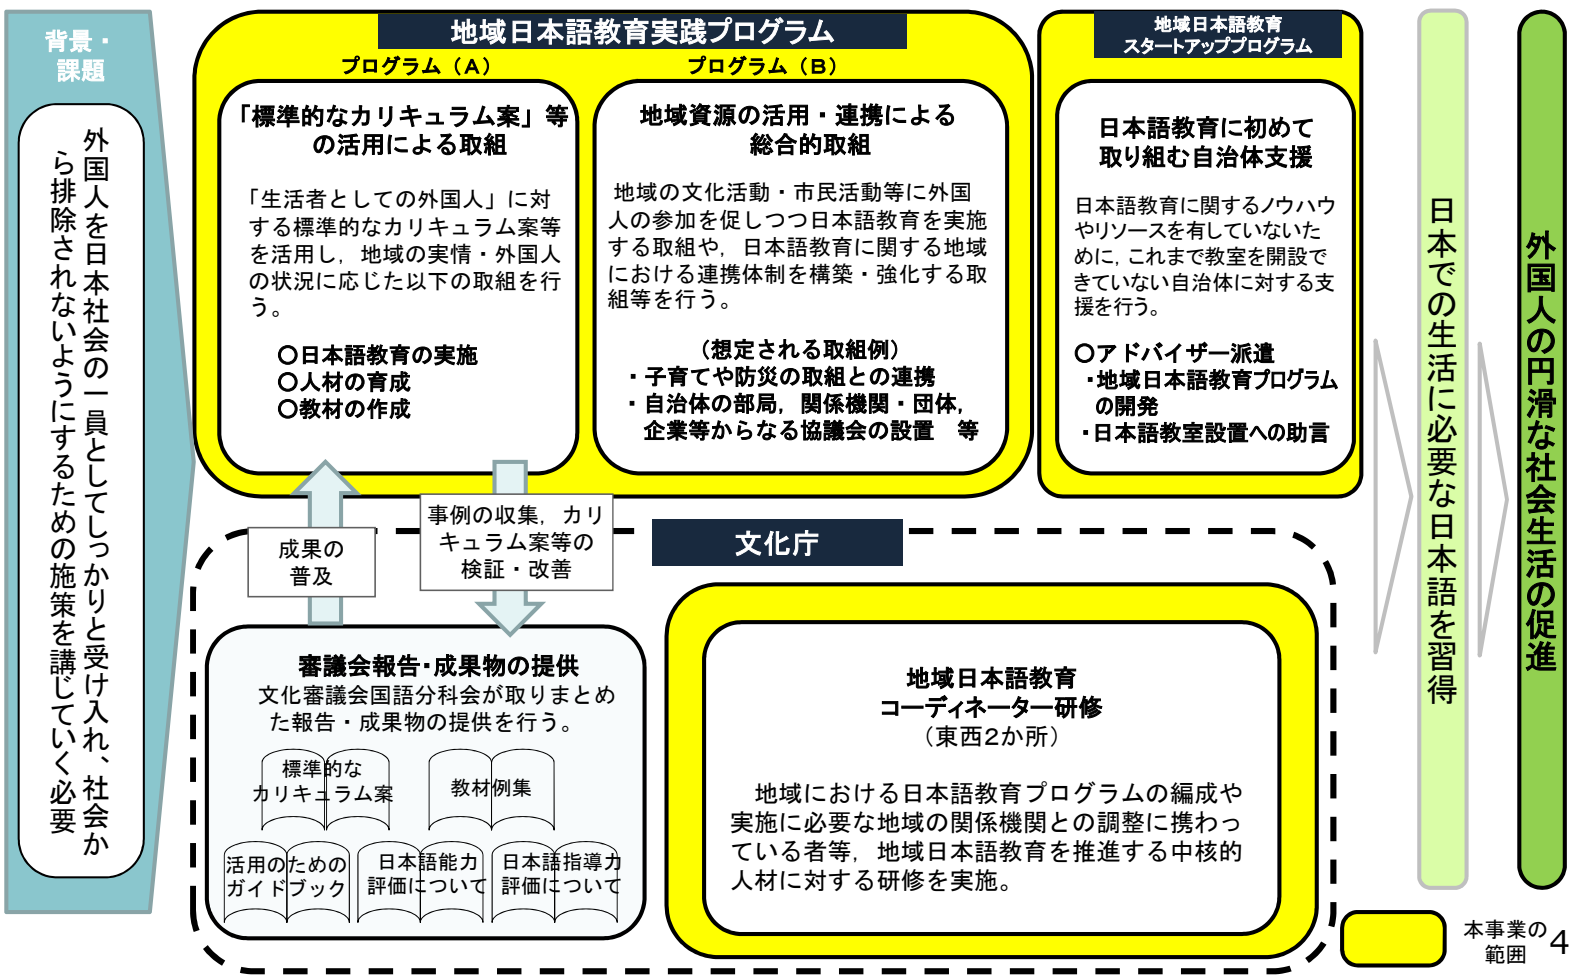 背景・
課題
外国人を日本社会の一員としてしっかりと受け入れ、社会か
ら排除されないようにするための施策を講じていく必要
地域日本語教育実践プログラム
プログラム（A）
「標準的なカリキュラム案」等
の活用による取組
「生活者としての外国人」に対
する標準的なカリキュラム案等
を活用し，地域の実情・外国人
の状況に応じた以下の取組を行
う。
〇日本語教育の実施
〇人材の育成
〇教材の作成
プログラム（B）
地域資源の活用・連携による
総合的取組
地域の文化活動・市民活動等に外国
人の参加を促しつつ日本語教育を実施
する取組や，日本語教育に関する地域
における連携体制を構築・強化する取
組等を行う。
（想定される取組例）
・子育てや防災の取組との連携
・自治体の部局，関係機関・団体，
企業等からなる協議会の設置　等
地域日本語教育
スタートアッププログラム
日本語教育に初めて
取り組む自治体支援
日本語教育に関するノウハウ
やリソースを有していないた
めに，これまで教室を開設で
きていない自治体に対する支
援を行う。
〇アドバイザー派遣
・地域日本語教育プログラム
の開発
・日本語教室設置への助言
成果の
普及
事例の収集，カリ
キュラム案等の
検証・改善
文化庁
審議会報告・成果物の提供
文化審議会国語分科会が取りまとめ
た報告・成果物の提供を行う。
標準的な
カリキュラム案
教材例集
活用のための
ガイドブック
日本語能力
評価について
日本語指導力
評価について
地域日本語教育
コーディネーター研修
（東西2か所）
地域における日本語教育プログラムの編成や
実施に必要な地域の関係機関との調整に携わっ
ている者等，地域日本語教育を推進する中核的
人材に対する研修を実施。
日本での生活に必要な日本語を習得
外国人の円滑な社会生活の促進
本事業の
範囲
4